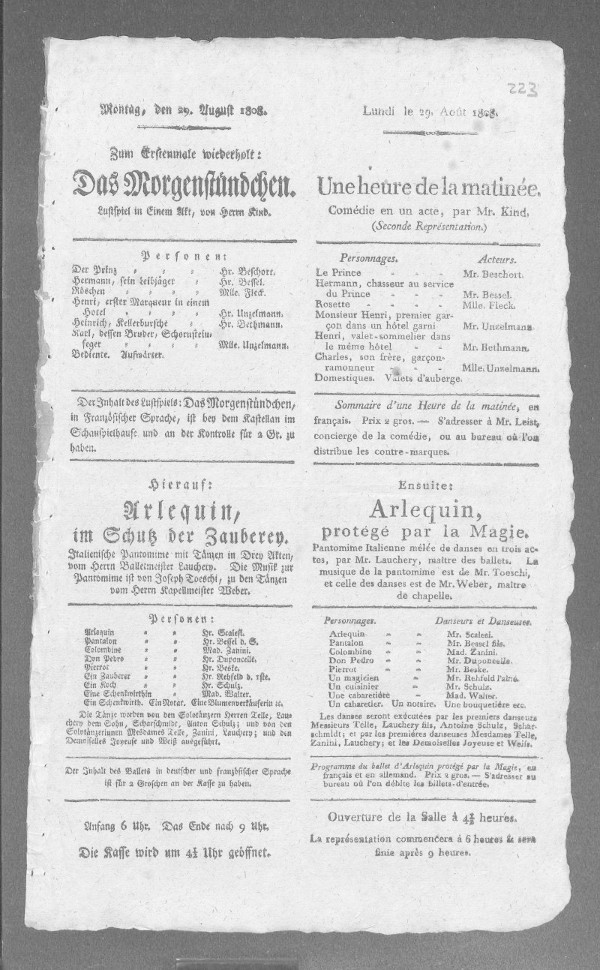 223
Montag, den 29. August 1808.
Zum Erstenmale wiederholt:
Das Morgenstündchen.
Lustspiel in Einem Akt, von Herrn Kind.
Personen:
Der Prinz " " " Hr. Beschort.
Hermann, sein Leibjäger " Hr. Bessel.
Röschen " " " Mlle. Fleck.
Henri, erster Marqueur in einem
Hotel " " " Hr. Unzelmann.
Heinrich, Kellerbursche " " Hr. Bethmann.
Karl, dessen Bruder, Schornstein-
feger " " " Mlle. Unzelmann.
Bediente. Aufwärter.
Der Inhalt des Lustspiels: Das Morgenstündchen,
in Französischer Sprache, ist bey dem Kastellan im
Schauspielhause und an der Kontrolle für 2 Gr. zu
haben.
Hierauf:
Arlequin,
im Schutz der Zauberey.
Italienische Pantomime mit Tänzen in Drey Akten,
vom Herrn Balletmeister Lauchery. Die Musik zur
Pantomime ist von Joseph Toeschi, zu den Tänzen
vom Herrn Kapellmeister Weber.
Personen:
Arlequin " " Hr. Scalesi.
Pantalon " " Hr. Bessel d. S.
Colombine " " Mad. Zanini.
Don Pedro " " Hr. Duponcelle.
Pierrot " " Hr. Beske.
Ein Zauberer " " Hr. Rehfeld d. erste.
Ein Koch " " Hr. Schulz.
Eine Schenkwirthin " Mad. Walter.
Ein Schenkwirth. Ein Notar. Eine Blumenverkäuferin ec.
Die Tänze werden von den Solotänzern Herren Telle, Lau-
chery dem Sohn, Scharschmidt, Anton Schulz; und von den
Solotänzerinnen Mesdames Telle, Zanini, Lauchery; und den
Demoiselles Joyeuse und Weiß ausgeführt.
Der Inhalt des Ballets in deutscher und französischer Sprache
ist für 2 Groschen an der Kasse zu haben.
Anfang 6 Uhr. Das Ende nach 9 Uhr.
Die Kasse wird um 4½ Uhr geöffnet.
Lundi le 29. Août 1808.
Une heure de la matinée.
Comédie en un acte, par Mr. Kind.
(Seconde Représentation.)
Personnages. Acteurs.
Le Prince - - - Mr. Beschort.
Hermann, chasseur au service
du Prince - - - Mr. Bessel.
Rosette - - - Mlle. Fleck.
Monsieur Henri, premier gar-
çon dans un hôtel garni Mr. Unzelmann.
Henri, valet-sommelier dans
le même hôtel - - Mr. Bethmann.
Charles, son frère, garçon-
ramonneur - - - Mlle. Unzelmann.
Domestiques. Valets d'auberge.
Sommaire d'une Heure de la matinée, en
français. Prix 2 gros. — S'adresser à Mr. Leist,
concierge de la comédie, ou au bureau où l'on
distribue les contre-marques.
Ensuite:
Arlequin,
protégé par la Magie.
Pantomime Italienne mêlée de danses en trois ac-
tes, par Mr. Lauchery, maître des ballets. La
musique de la pantomime est de Mr. Toeschi,
et celle des danses est de Mr. Weber, maître
de chapelle.
Personnages. Danseurs et Danseuses.
Arlequin - - Mr. Scalesi.
Pantalon - - Mr. Bessel fils.
Colombine - - Mad. Zanini.
Don Pedro - - Mr. Duponcelle.
Pierrot - - Mr. Beske.
Un magicien - - Mr. Rehfeld l'aîné.
Un cuisinier - - Mr. Schulz.
Une cabaretière - - Mad. Walter.
Un cabaretier. Un notaire. Une bouquetière etc.
Les danses seront exécutées par les premiers danseurs
Messieurs Telle, Lauchery fils, Antoine Schulz, Schar-
schmidt; et par les premières danseuses Mesdames Telle,
Zanini, Lauchery; et les Demoiselles Joyeuse et Weiß.
Programme du ballet d'Arlequin protégé par la Magie, en
français et en allemand. Prix 2 gros. — S'adresser au
bureau où l'on débite les billets-d'entrée.
Ouverture de la Salle à 4½ heures.
La représentation commencera à 6 heures & sera
finie après 9 heures.